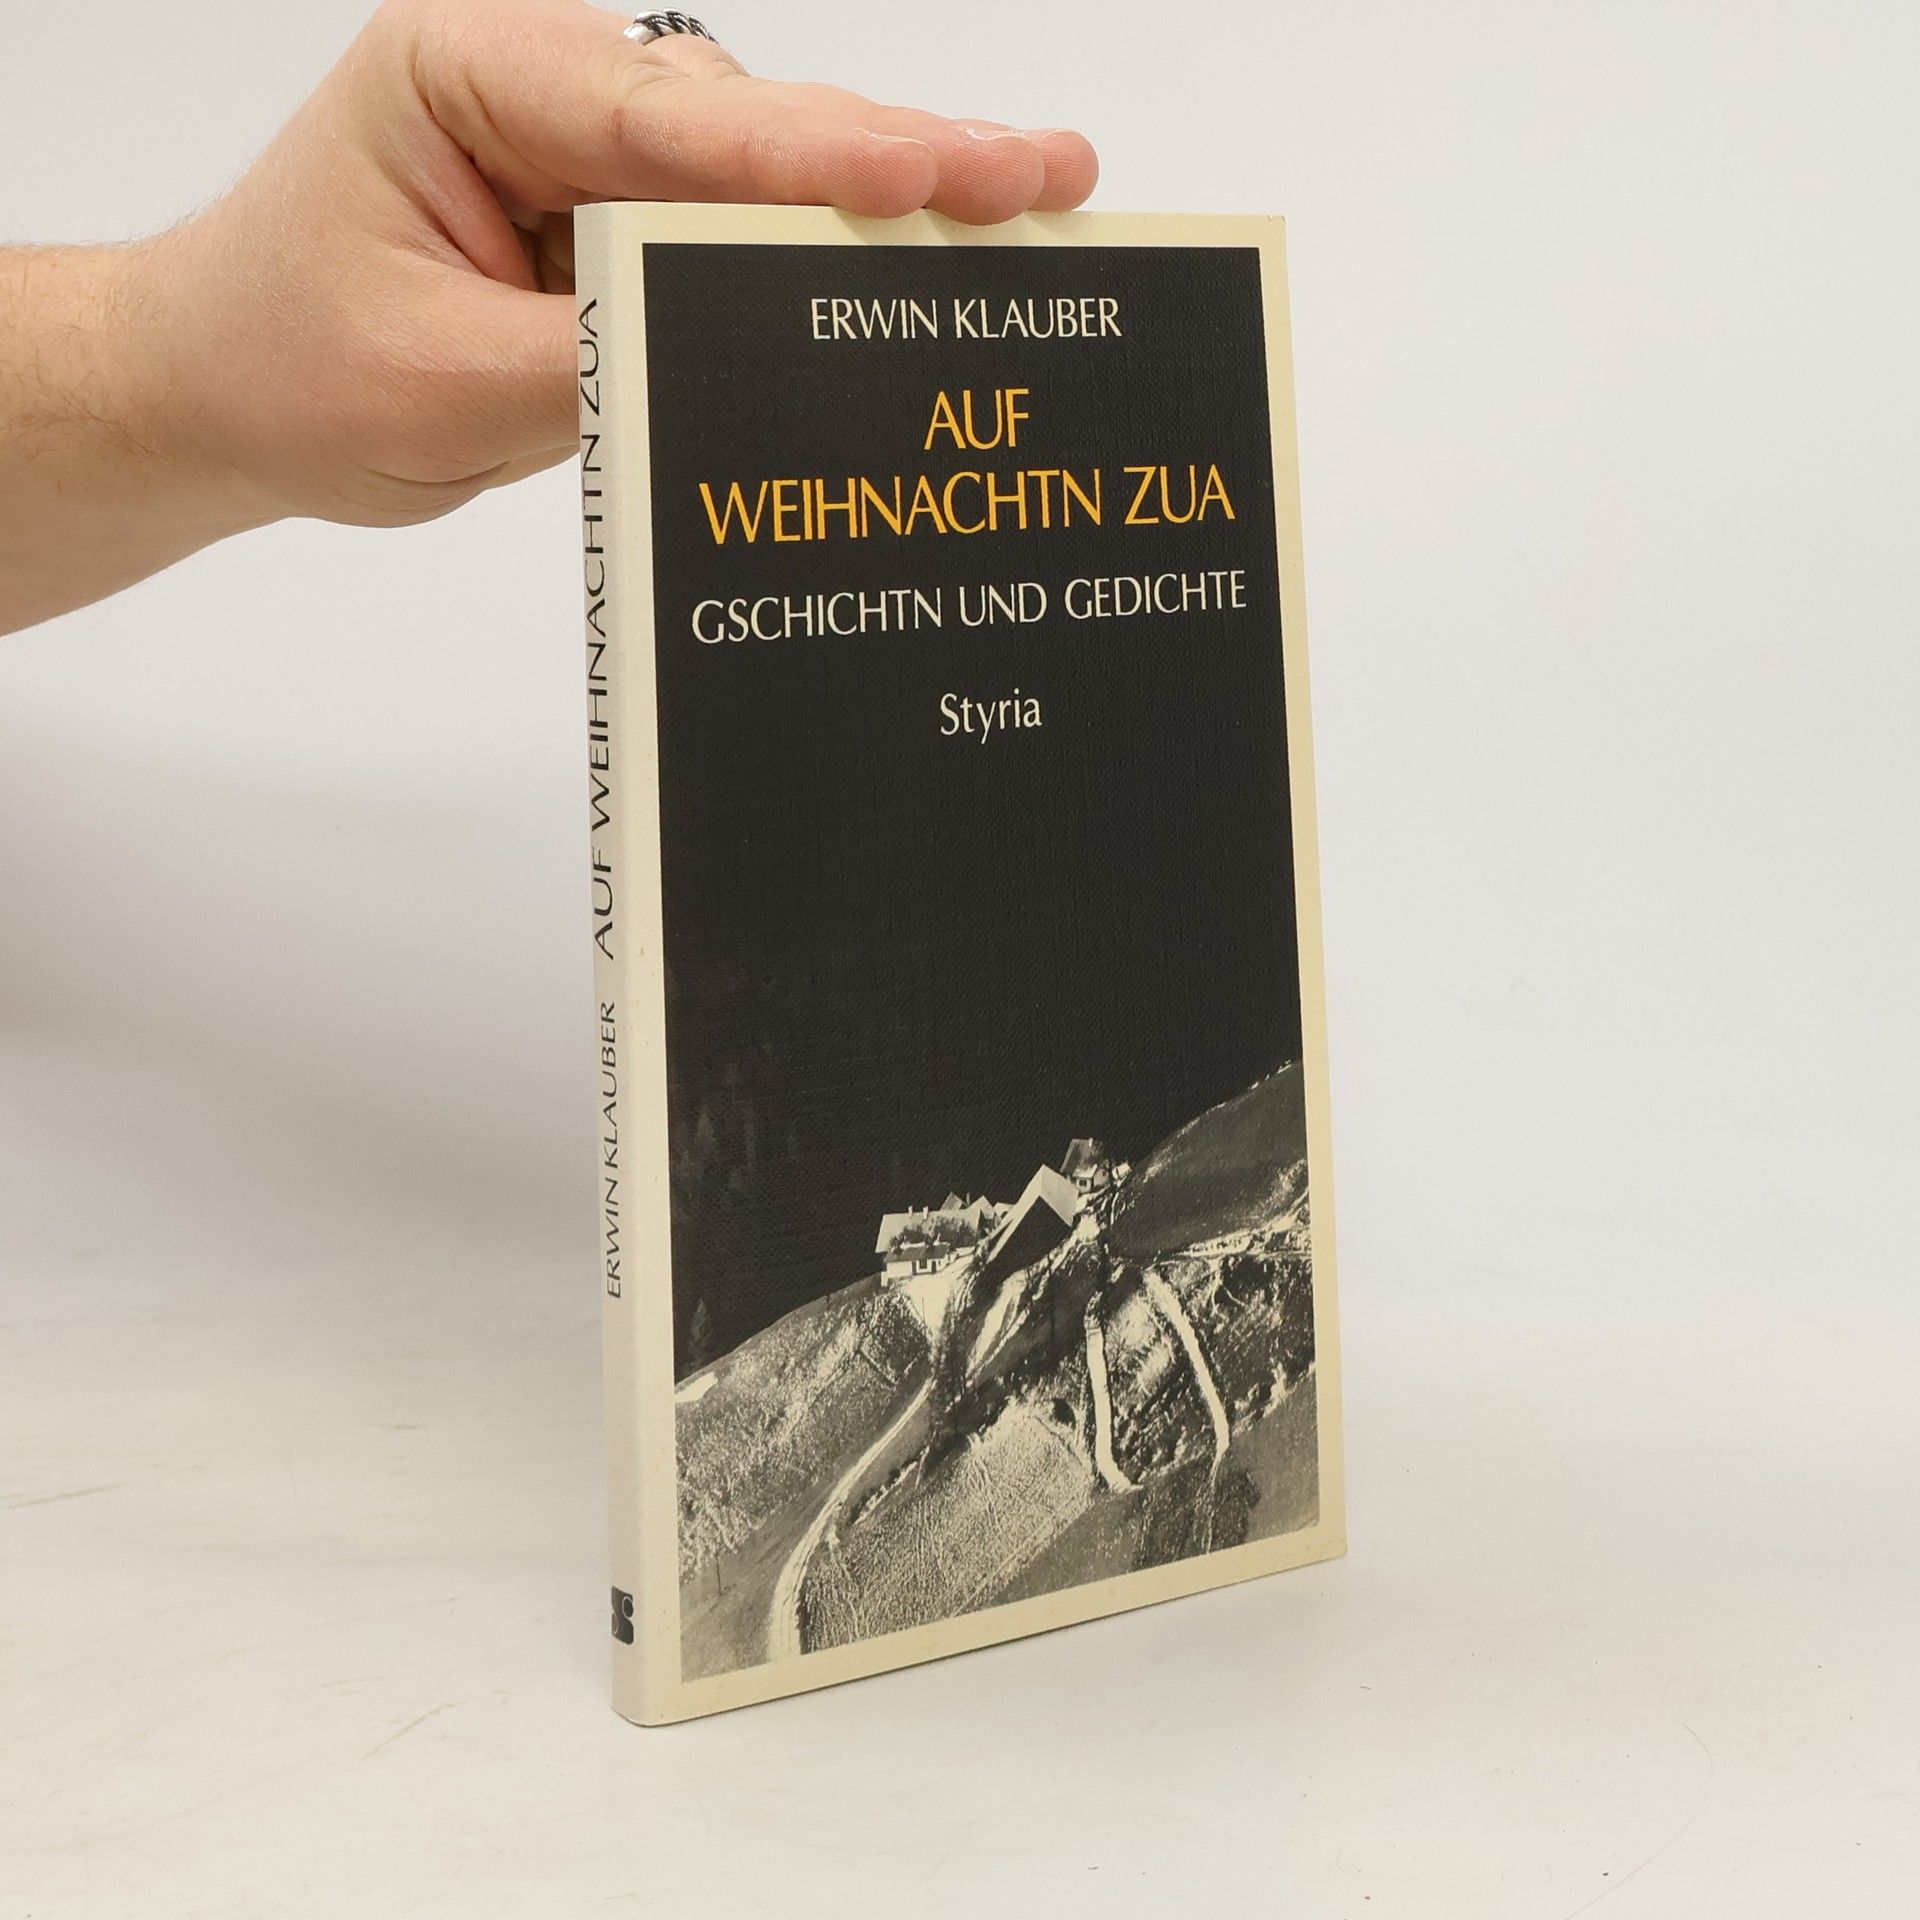 ERWIN KLAUBER
AUF
WEIHNACHTN ZUA
GSCHICHTN UND GEDICHTE
Styria
ERWIN KLAUBER AUF WEIHNACHTN ZUA
S